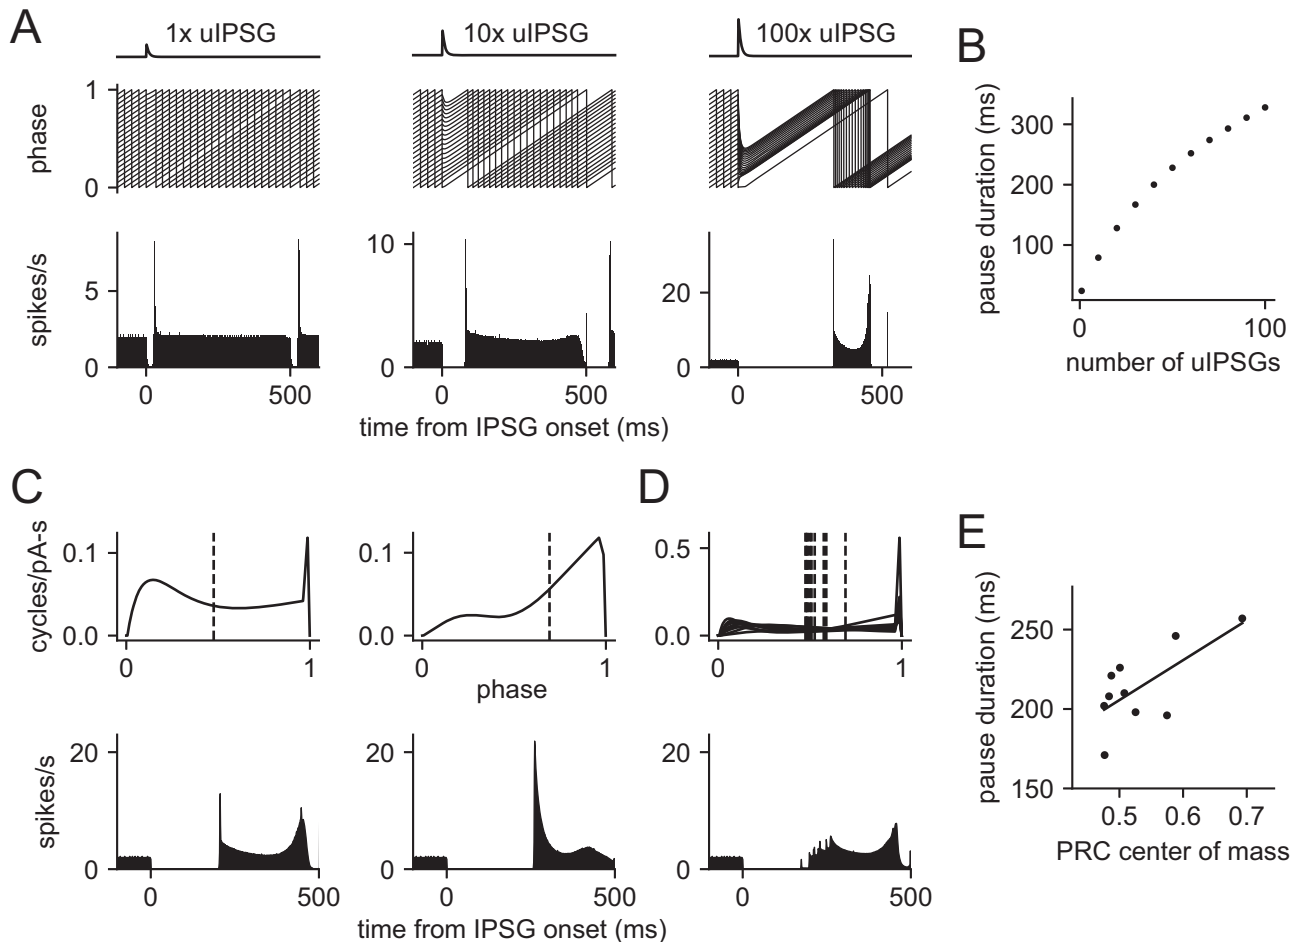 A
1x uIPSG
10x uIPSG
100x uIPSG
1
0
phase
10
5
0
20
0
spikes/s
0
500
0
500
0
500
time from IPSG onset (ms)
B
300
200
100
pause duration (ms)
0
100
number of uIPSGs
C
0.1
0.0
cycles/pA-s
0
1
0.1
0.0
0
1
phase
D
0.5
0.0
0
1
20
0
spikes/s
0
500
20
0
0
500
20
0
0
500
time from IPSG onset (ms)
E
250
200
150
pause duration (ms)
0.5
0.6
0.7
PRC center of mass